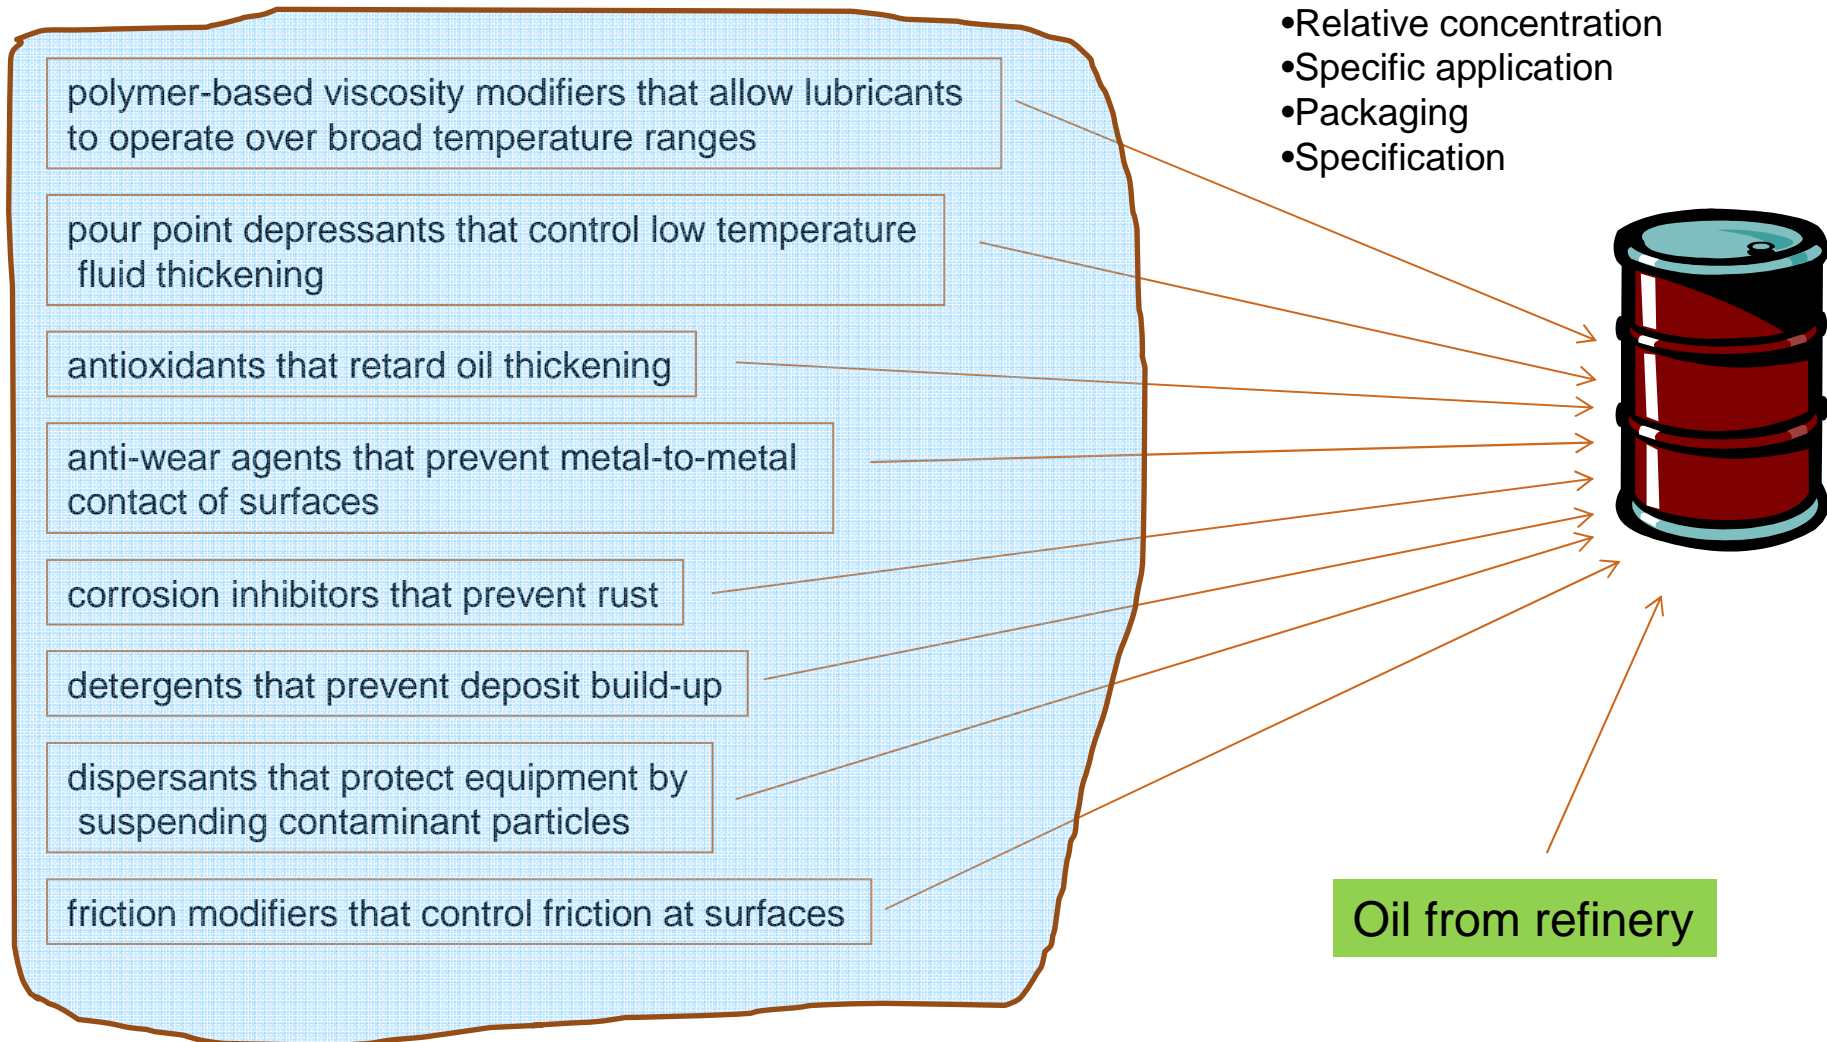 polymer-based viscosity modifiers that allow lubricants
to operate over broad temperature ranges
pour point depressants that control low temperature
fluid thickening
antioxidants that retard oil thickening
anti-wear agents that prevent metal-to-metal
contact of surfaces
corrosion inhibitors that prevent rust
detergents that prevent deposit build-up
dispersants that protect equipment by
suspending contaminant particles
friction modifiers that control friction at surfaces
•Relative concentration
•Specific application
•Packaging
•Specification
Oil from refinery